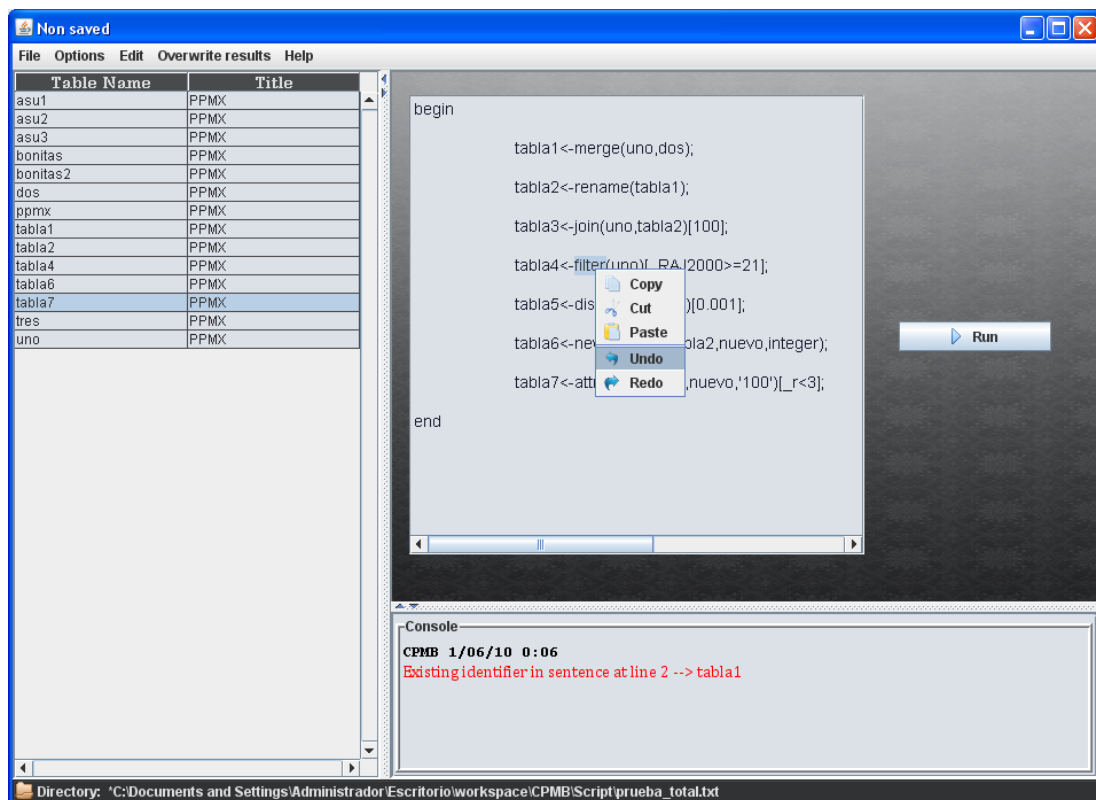 Non saved
File Options Edit Overwrite results Help
Table Name Title
asu1 PPMX
asu2 PPMX
asu3 PPMX
bonitas PPMX
bonitas2 PPMX
dos PPMX
ppmx PPMX
tabla1 PPMX
tabla2 PPMX
tabla4 PPMX
tabla6 PPMX
tabla7 PPMX
tres PPMX
uno PPMX
begin
tabla1<-merge(uno,dos);
tabla2<-rename(tabla1);
tabla3<-join(uno,tabla2)[100];
tabla4<-filter(uno)[_RAJ2000>=21];
tabla5<-dis )[0.001];
tabla6<-new bla2,nuevo,integer);
tabla7<-att ,nuevo,'100')[_r<3];
end
Copy
Cut
Paste
Undo
Redo
Run
Console
CPMB 1/06/10 0:06
Existing identifier in sentence at line 2 --> tabla1
Directory: *C:\Documents and Settings\Administrador\Escritorio\workspace\CPMB\Script\prueba_total.txt